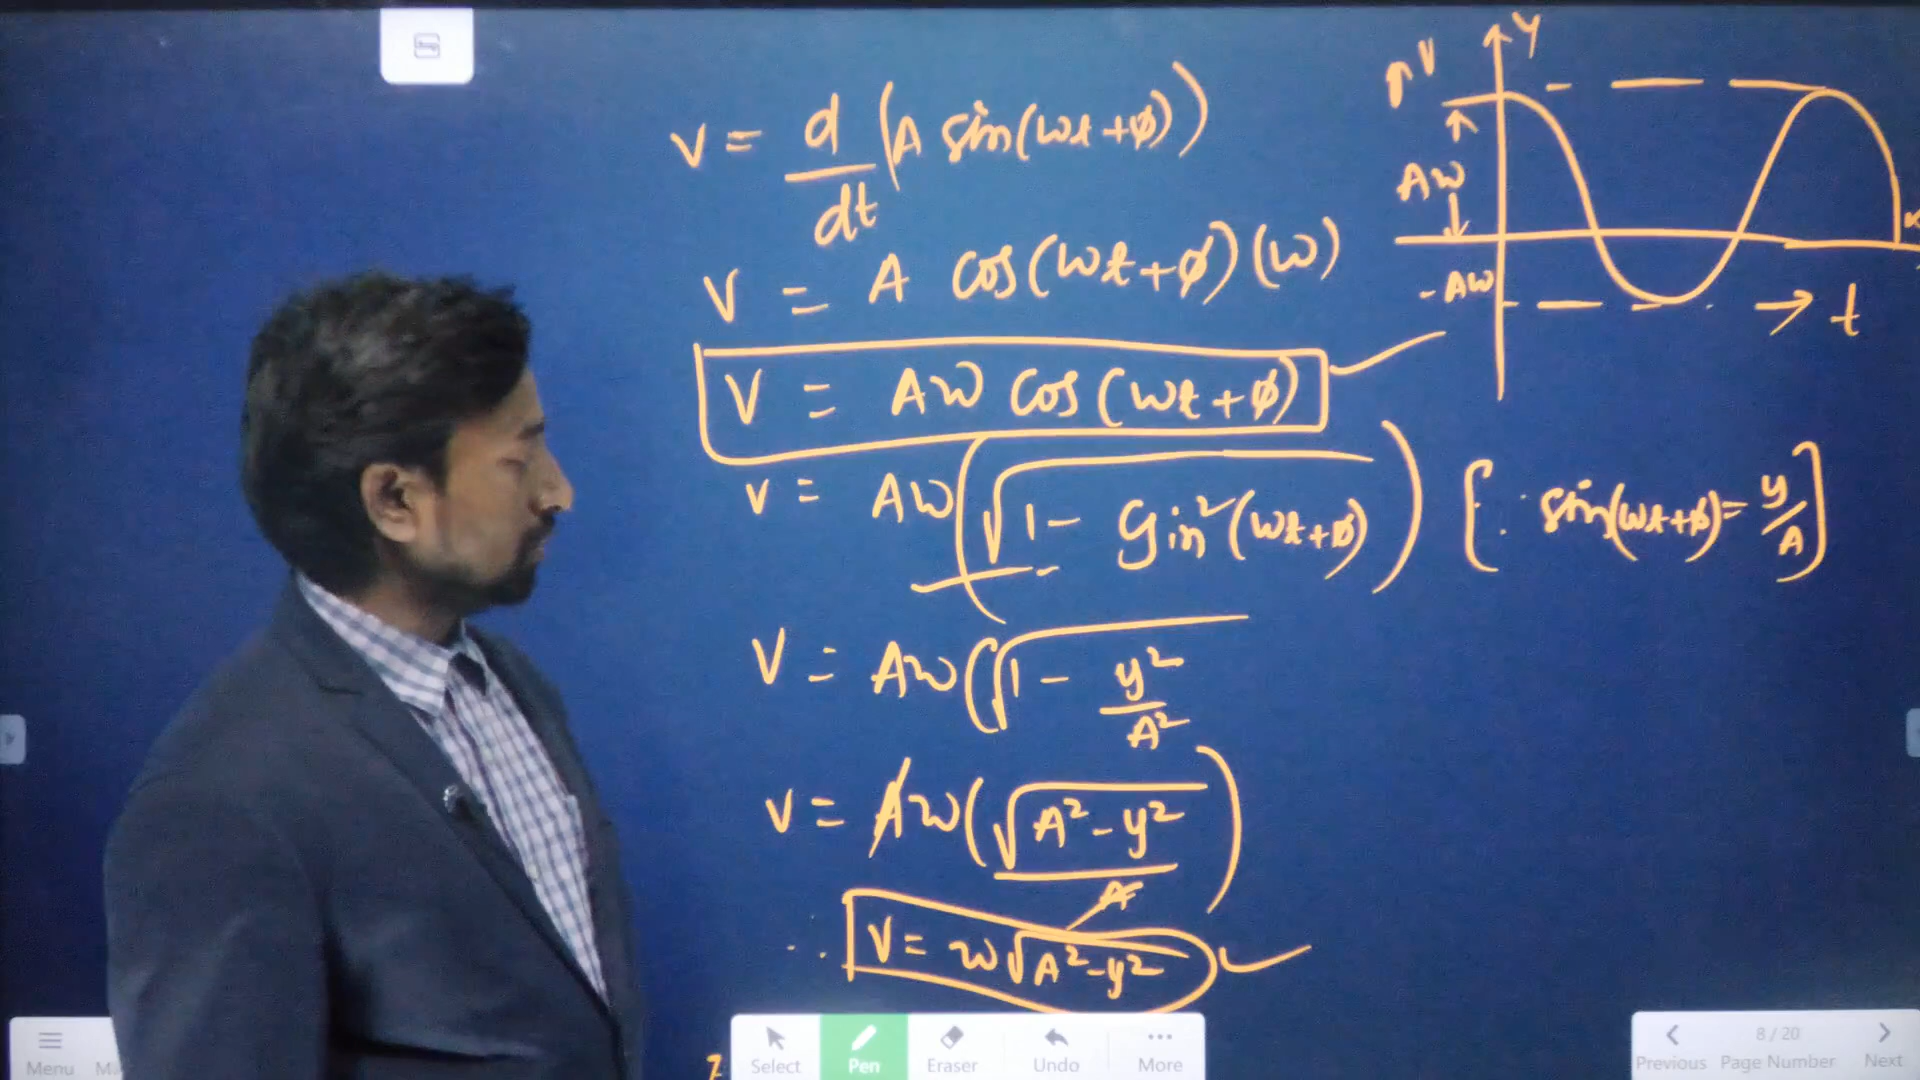 V = d/dt (A sin(ωt+φ))
V = A cos(ωt+φ)(ω)
V = Aω cos(ωt+φ)
V = Aω(√1 - sin²(ωt+φ)) [∵ sin(ωt+φ) = y/A]
V = Aω(√1 - y²/A²
V = Aω(√A²-y²/A)
∴ V = ω√A²-y²
↑V
Y
Aω
-Aω
→ t
Menu
Select
Pen
Eraser
Undo
More
Previous
8 / 20
Page Number
Next